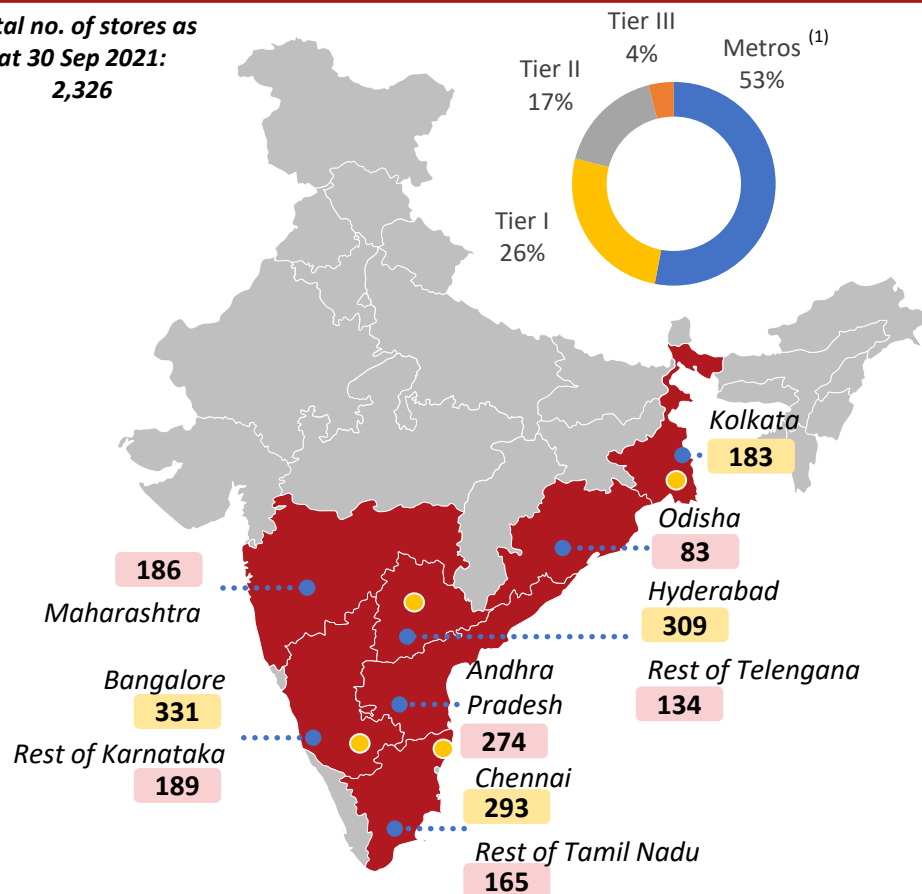 no. of stores as
at 30 Sep 2021:
2,326
Tier III
4%
Metros (1)
53%
Tier II
17%
Tier I
26%
Kolkata
183
Odisha
83
186
Maharashtra
Hyderabad
309
Rest of Telengana
134
Andhra
Pradesh
274
Bangalore
331
Rest of Karnataka
189
Chennai
293
Rest of Tamil Nadu
165